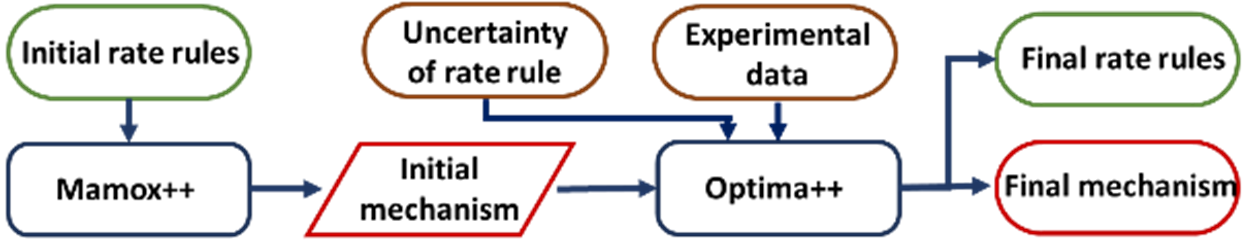 Initial rate rules
Uncertainty
of rate rule
Experimental
data
Final rate rules
Mamox++
Initial
mechanism
Optima++
Final mechanism